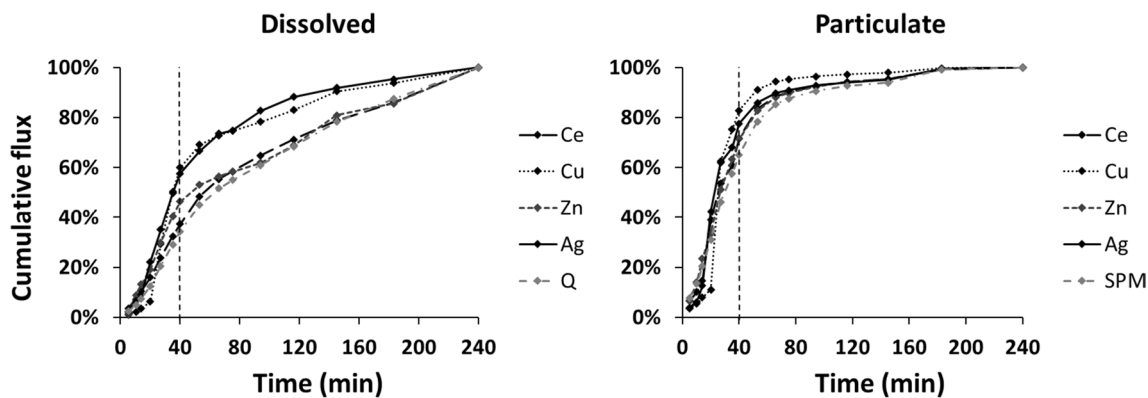 Dissolved
Cumulative flux
100%
80%
60%
40%
20%
0%
0 40 80 120 160 200 240
Time (min)
Ce
Cu
Zn
Ag
Q
Particulate
100%
80%
60%
40%
20%
0%
0 40 80 120 160 200 240
Time (min)
Ce
Cu
Zn
Ag
SPM